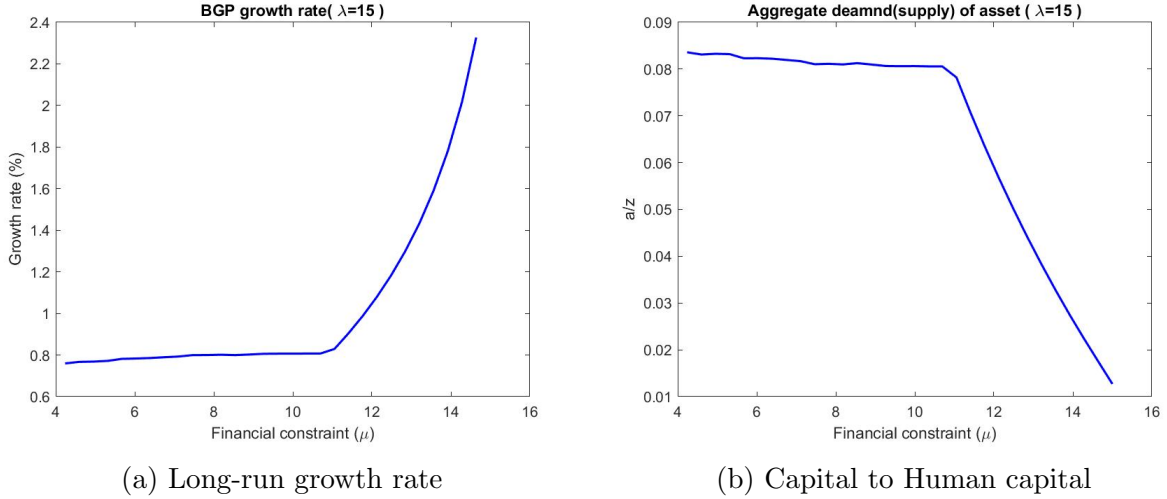 BGP growth rate( λ=15 )
2.4
2.2
2
1.8
1.6
1.4
1.2
1
0.8
0.6
Growth rate (%)
4 6 8 10 12 14 16
Financial constraint (μ)
(a) Long-run growth rate
Aggregate deamnd(supply) of asset ( λ=15 )
0.09
0.08
0.07
0.06
0.05
0.04
0.03
0.02
0.01
a/z
4 6 8 10 12 14 16
Financial constraint (μ)
(b) Capital to Human capital